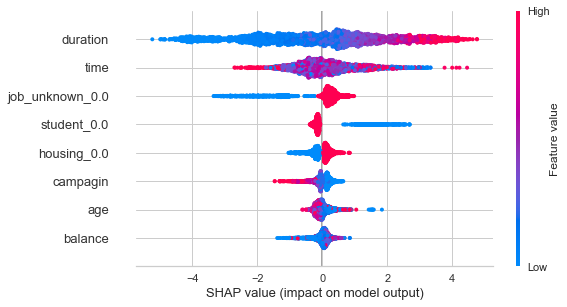 High
duration
time
job_unknown_0.0
student_0.0
housing_0.0
campagin
age
balance
Feature value
Low
−4
−2
0
2
4
SHAP value (impact on model output)